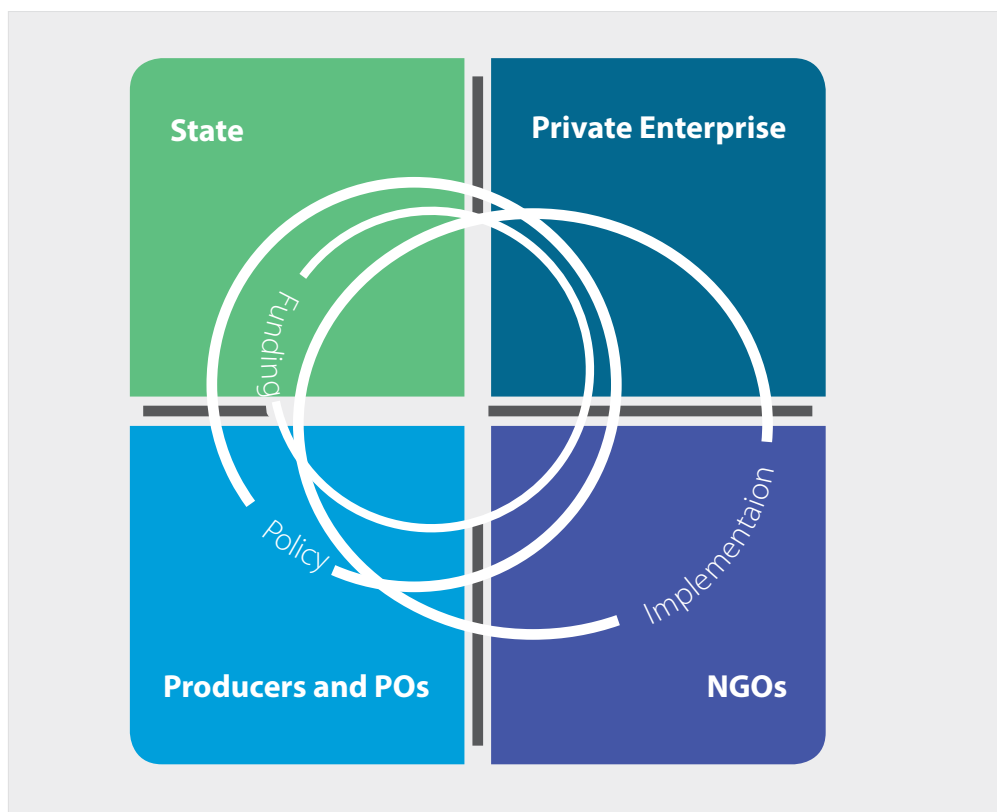 State
Private Enterprise
Funding
Policy
Implementaion
Producers and POs
NGOs